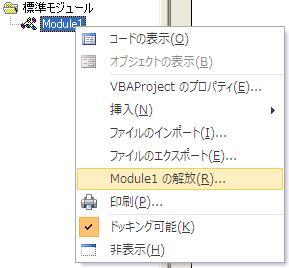 標準モジュール
Module1
コードの表示(O)
オブジェクトの表示(B)
VBAProject のプロパティ(E)...
挿入(N)
ファイルのインポート(I)...
ファイルのエクスポート(E)...
Module1 の解放(R)...
印刷(P)...
ドッキング可能(K)
非表示(H)